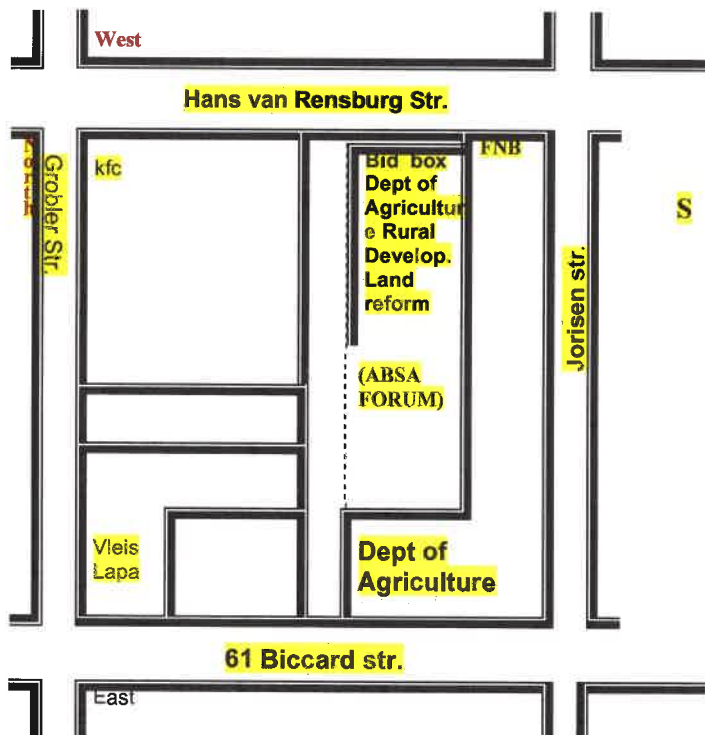 West
Hans van Rensburg Str.
North
Grobler Str.
kfc
Bid box
Dept of
Agricultur
e Rural
Develop.
Land
reform
FNB
S
Jorisen str.
(ABSA
FORUM)
Vleis
Lapa
Dept of
Agriculture
61 Biccard str.
East